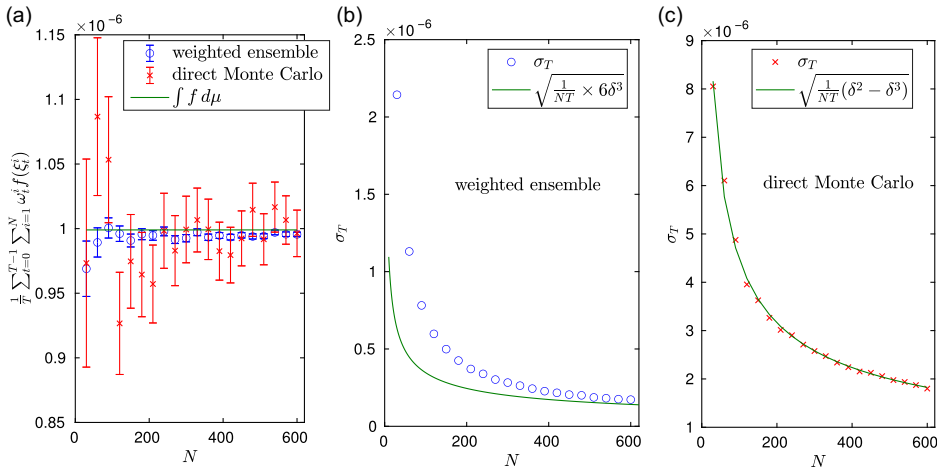 (a)
× 10⁻⁶
1.15
1.1
1.05
1
0.95
0.9
0.85
0
200
400
600
N
1/T ∑_{t=0}^{T−1} ∑_{i=1}^{N} ω_t^i f(ξ_t^i)
weighted ensemble
direct Monte Carlo
∫ f dμ
(b)
×10⁻⁶
2.5
2
1.5
1
0.5
0
0
200
400
600
N
σ_T
σ_T
√(1/NT × 6δ³)
weighted ensemble
(c)
× 10⁻⁶
9
8
7
6
5
4
3
2
1
0
200
400
600
N
σ_T
σ_T
√(1/NT (δ² − δ³))
direct Monte Carlo